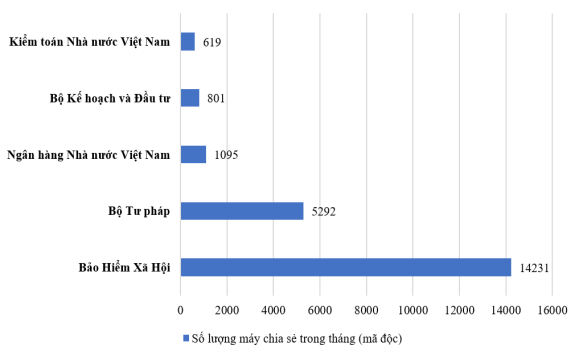 Kiểm toán Nhà nước Việt Nam 619
Bộ Kế hoạch và Đầu tư 801
Ngân hàng Nhà nước Việt Nam 1095
Bộ Tư pháp 5292
Bảo Hiểm Xã Hội 14231
0 2000 4000 6000 8000 10000 12000 14000 16000
Số lượng máy chia sẻ trong tháng (mã độc)